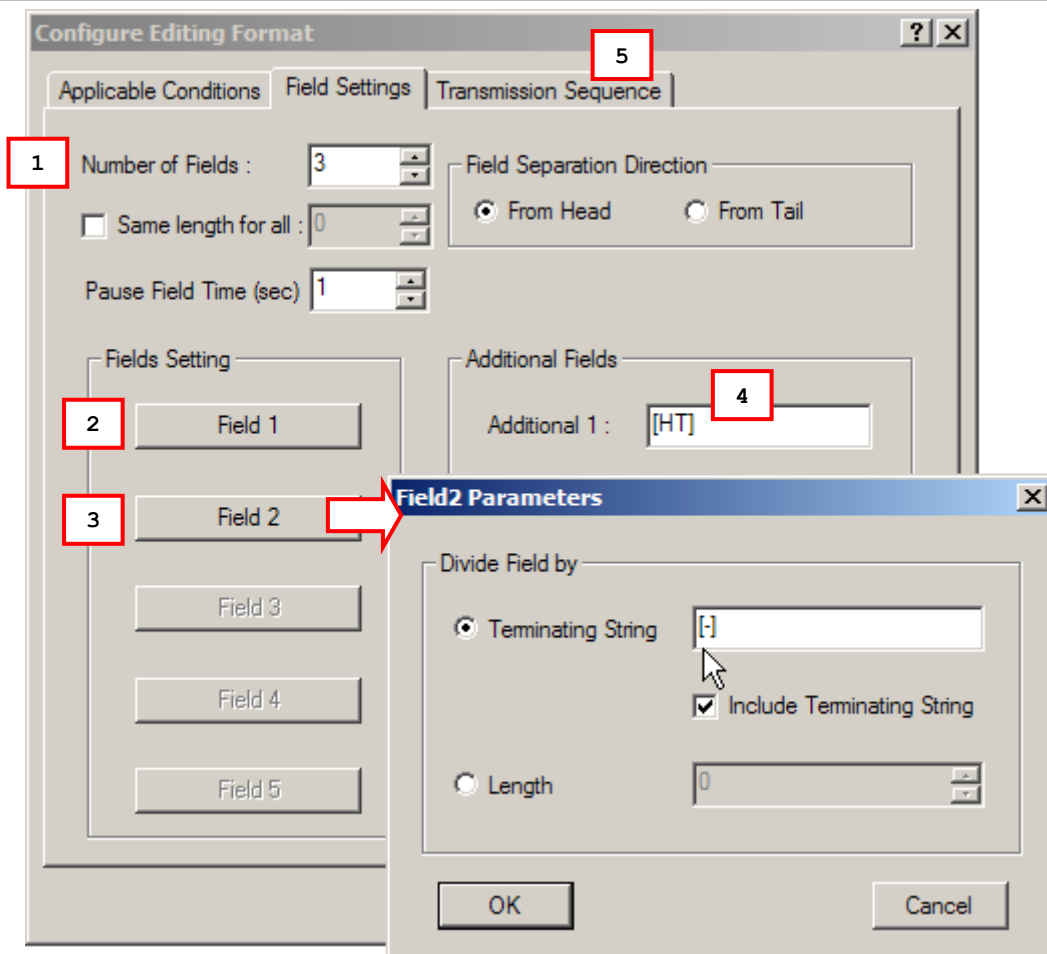 Configure Editing Format
5
Applicable Conditions Field Settings Transmission Sequence
1 Number of Fields : 3
Field Separation Direction
Same length for all : 0
From Head From Tail
Pause Field Time (sec) 1
Fields Setting
Additional Fields
2 Field 1
Additional 1 : [HT]
4
3 Field 2
Field 3
Field 4
Field 5
Field2 Parameters
Divide Field by
Terminating String [-]
Include Terminating String
Length 0
OK Cancel